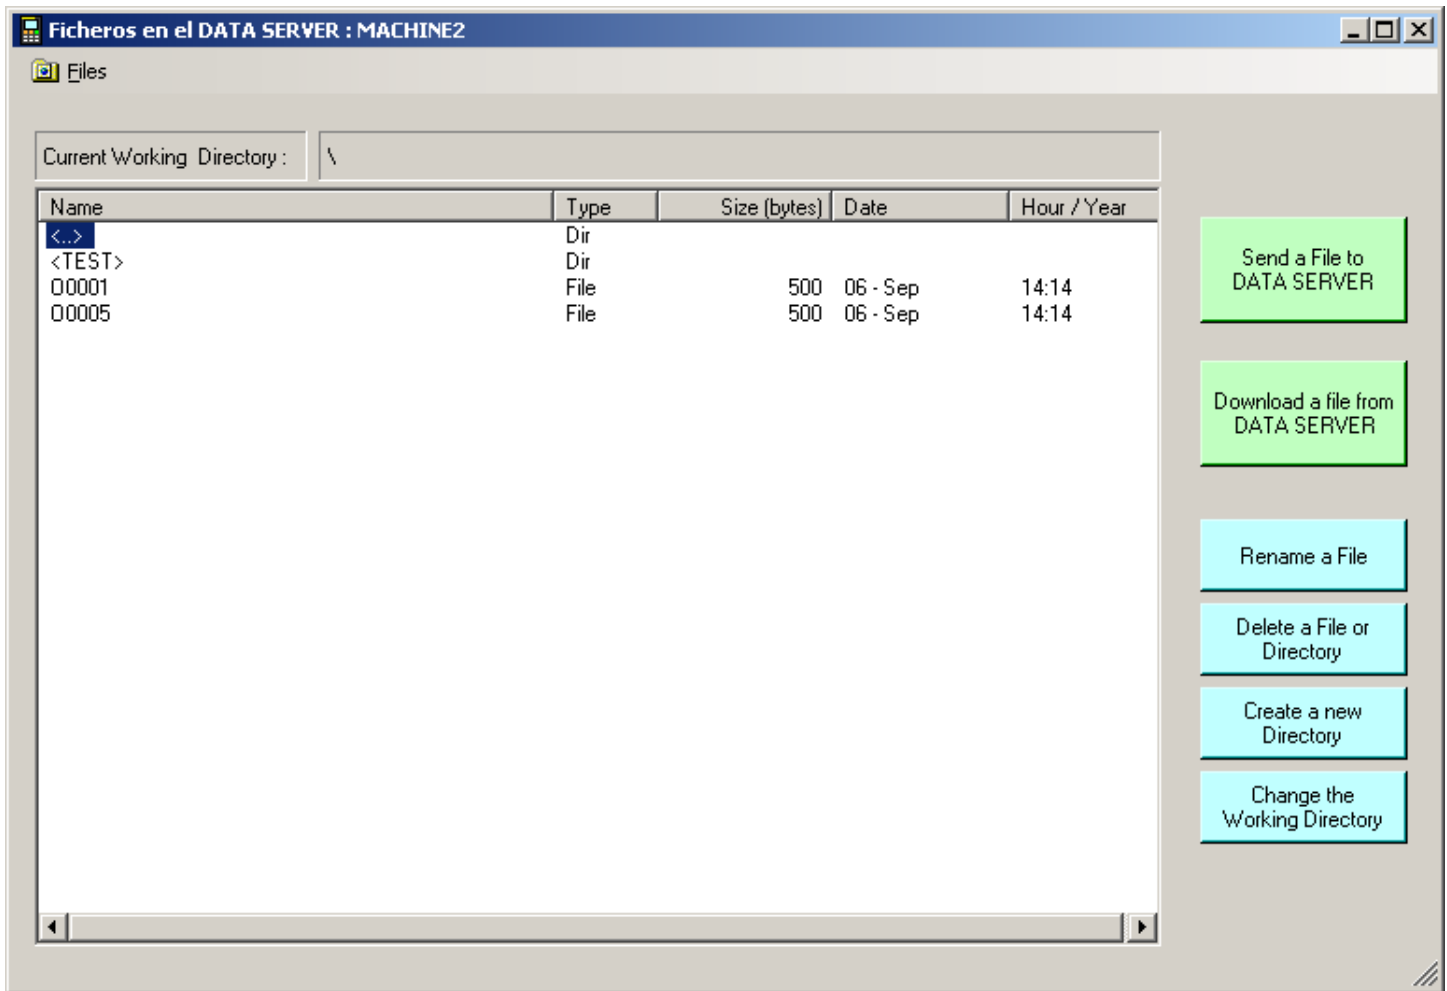 Ficheros en el DATA SERVER : MACHINE2
Files
Current Working Directory : \
Name Type Size (bytes) Date Hour / Year
<..> Dir
<TEST> Dir
O0001 File 500 06 - Sep 14:14
O0005 File 500 06 - Sep 14:14
Send a File to
DATA SERVER
Download a file from
DATA SERVER
Rename a File
Delete a File or
Directory
Create a new
Directory
Change the
Working Directory